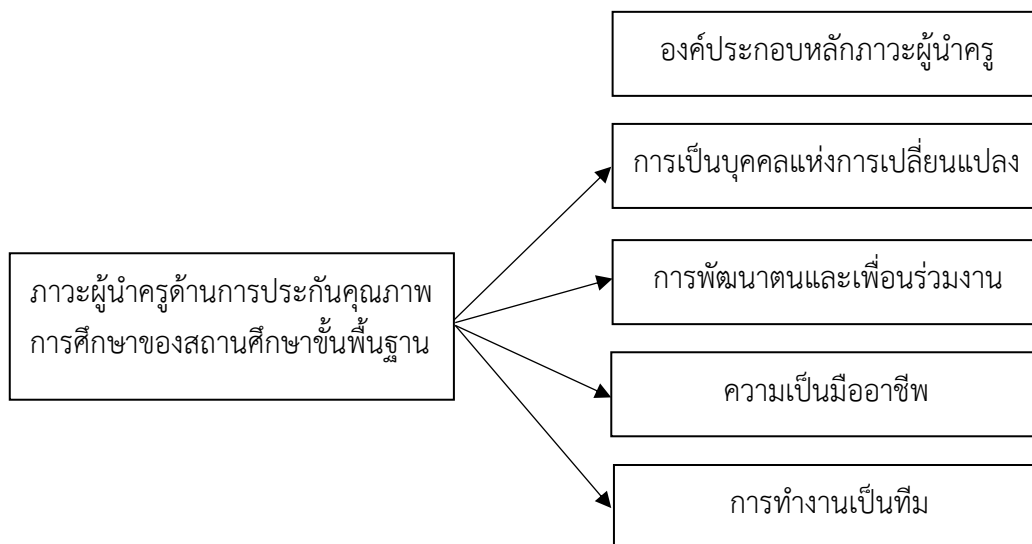 องค์ประกอบหลักภาวะผู้นำครู
การเป็นบุคคลแห่งการเปลี่ยนแปลง
การพัฒนาตนและเพื่อนร่วมงาน
ภาวะผู้นำครูด้านการประกันคุณภาพ
การศึกษาของสถานศึกษาขั้นพื้นฐาน
ความเป็นมืออาชีพ
การทำงานเป็นทีม